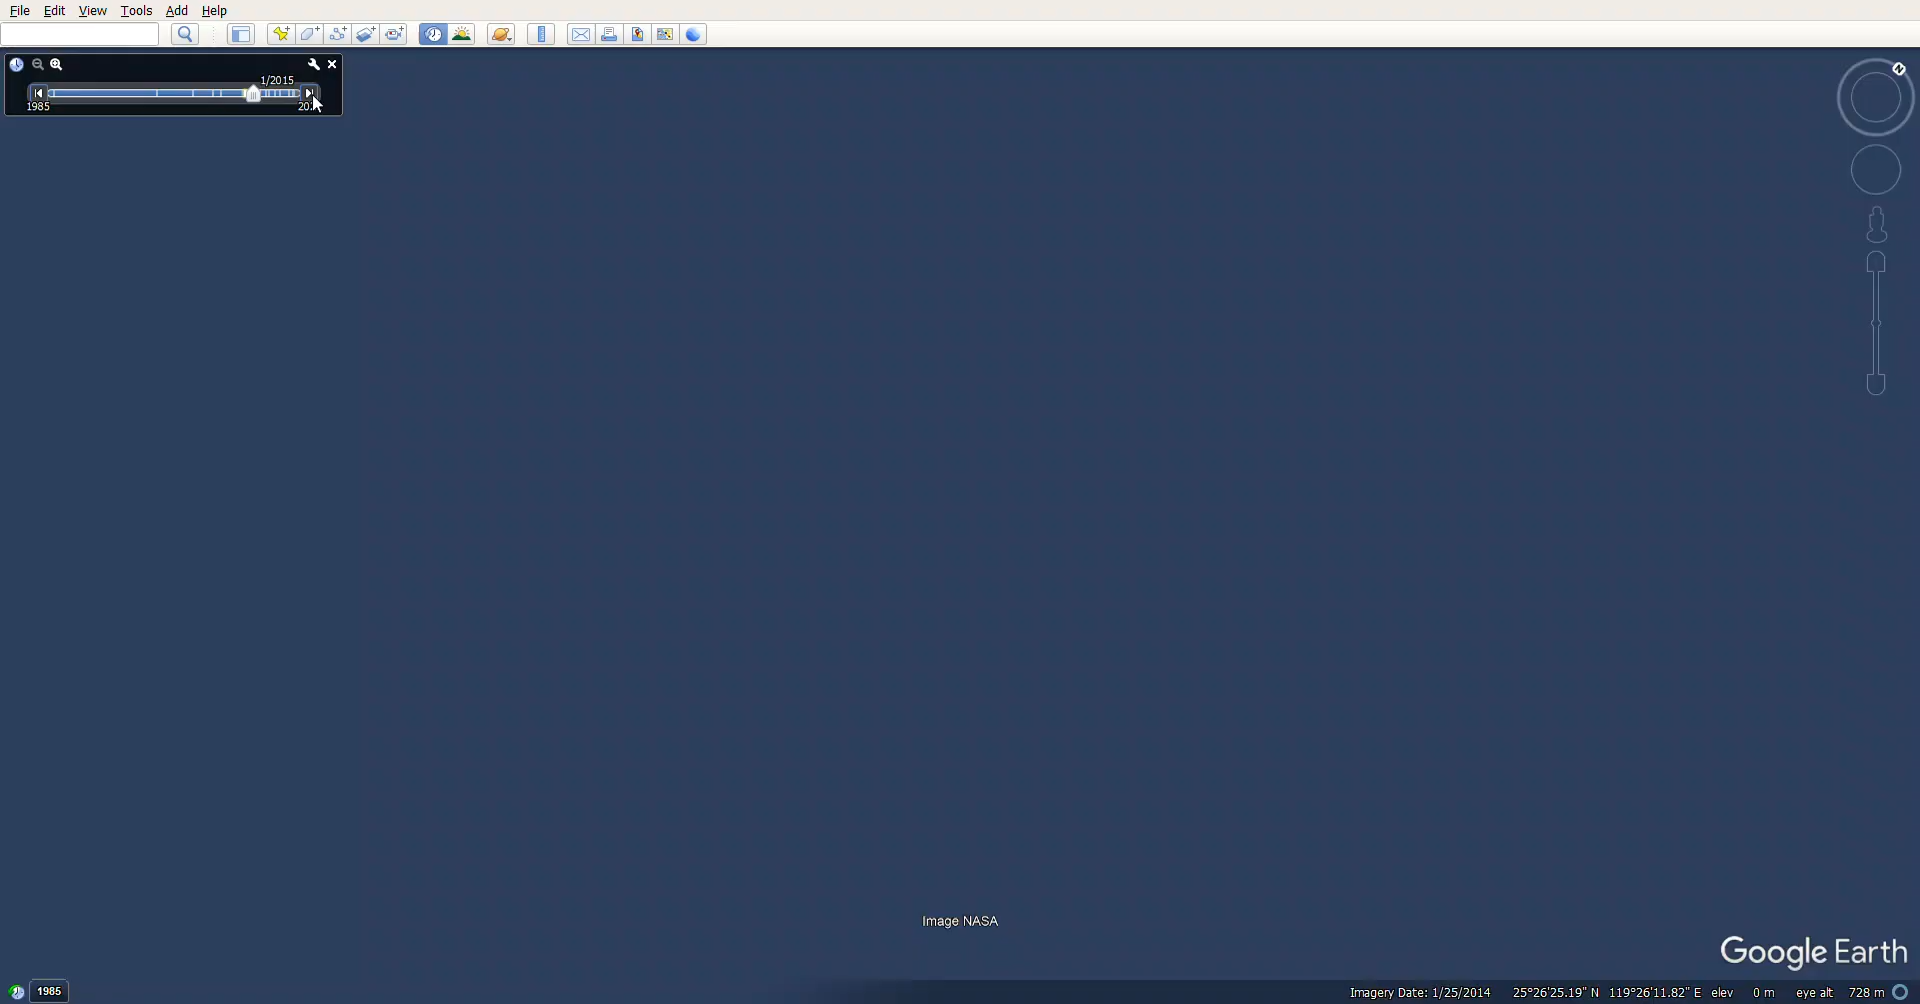 File Edit View Tools Add Help
1/2015
1985
Image NASA
Google Earth
1985 Imagery Date: 1/25/2014 25°26'25.19" N 119°26'11.82" E elev 0 m eye alt 728 m